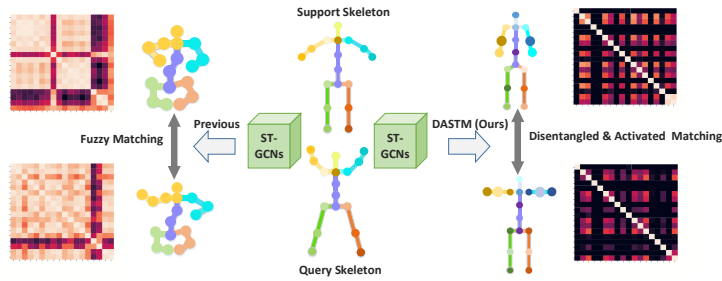 Support Skeleton
Previous
ST-
GCNs
ST-
GCNs
DASTM (Ours)
Fuzzy Matching
Disentangled & Activated Matching
Query Skeleton